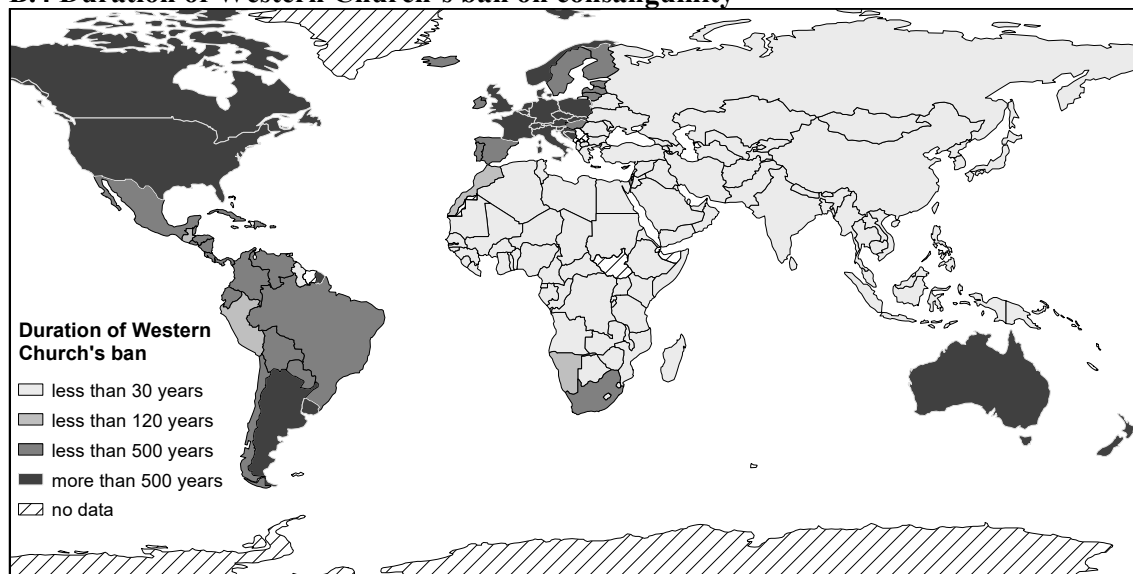 B.4 Duration of Western Church's ban on consanguinity
Duration of Western
Church's ban
less than 30 years
less than 120 years
less than 500 years
more than 500 years
no data